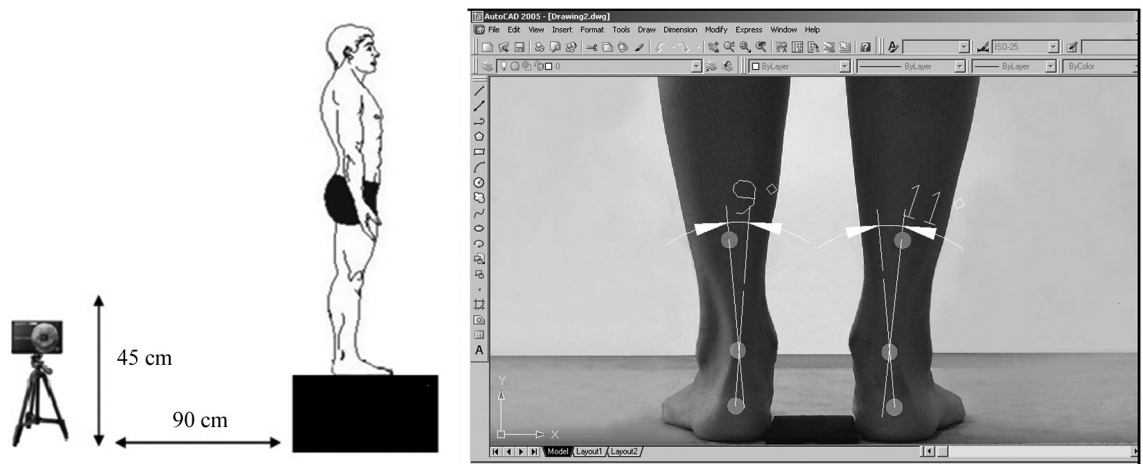 45 cm
90 cm
AutoCAD 2005 - [Drawing2.dwg]
File Edit View Insert Format Tools Draw Dimension Modify Express Window Help
ISO-25
0 ByLayer ByLayer ByLayer ByColor
9°
11°
Y
X
A
Model Layout1 Layout2